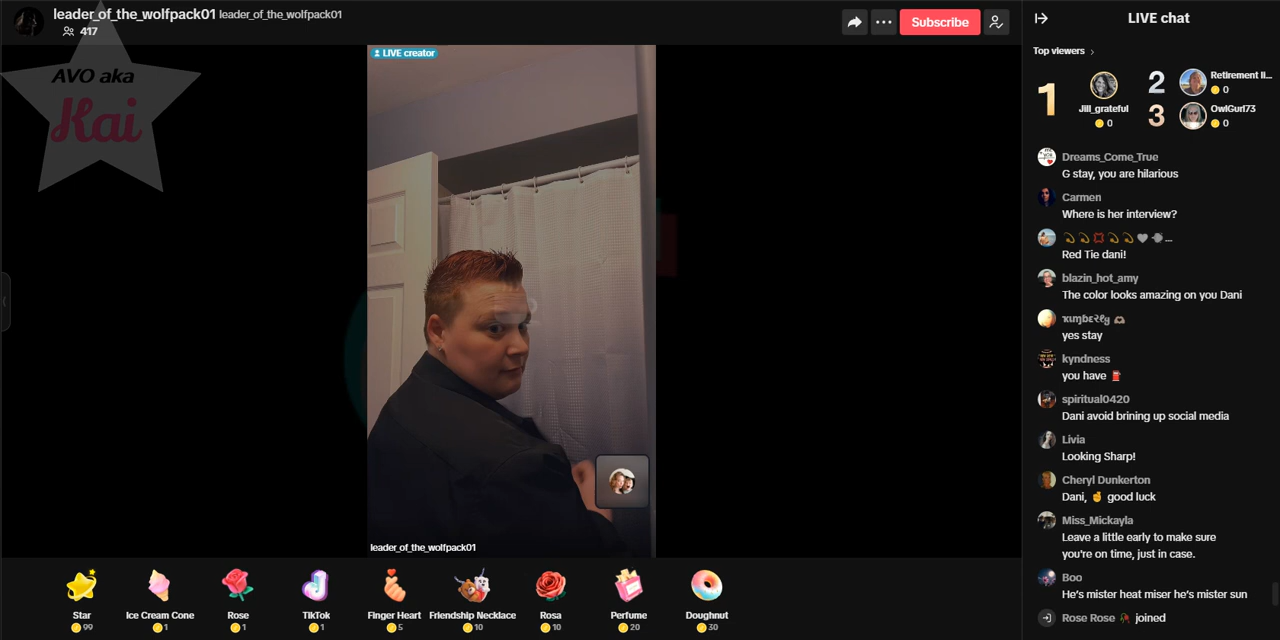 leader_of_the_wolfpack01 leader_of_the_wolfpack01
417
Subscribe
AVO aka
Kai
LIVE creator
leader_of_the_wolfpack01
Star
99
Ice Cream Cone
1
Rose
1
TikTok
1
Finger Heart
5
Friendship Necklace
10
Rosa
10
Perfume
20
Doughnut
30
LIVE chat
Top viewers
1
Jill_grateful
0
2
Retirement li...
0
3
OwlGurl73
0
Dreams_Come_True
G stay, you are hilarious
Carmen
Where is her interview?
Red Tie dani!
blazin_hot_amy
The color looks amazing on you Dani
yes stay
kyndness
you have
spiritual0420
Dani avoid brining up social media
Livia
Looking Sharp!
Cheryl Dunkerton
Dani, 🤞 good luck
Miss_Mickayla
Leave a little early to make sure
you're on time, just in case.
Boo
He's mister heat miser he's mister sun
Rose Rose 🥀 joined